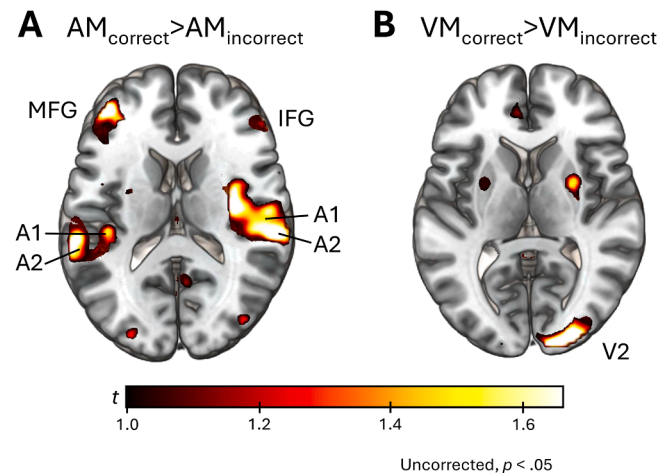 A AMcorrect>AMincorrect
B VMcorrect>VMincorrect
MFG
IFG
A1
A2
A1
A2
V2
t
1.0 1.2 1.4 1.6
Uncorrected, p < .05